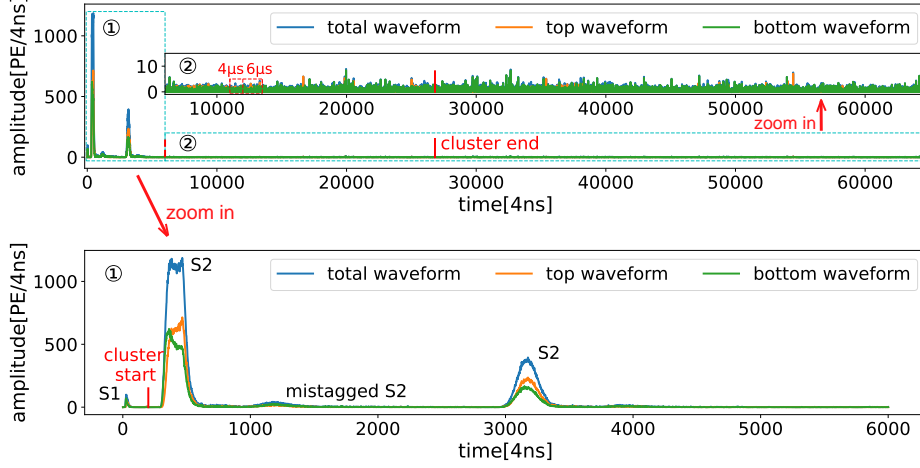 amplitude[PE/4ns]
1000
500
0
①
total waveform
top waveform
bottom waveform
②
10
0
4μs 6μs
10000
20000
30000
40000
50000
60000
zoom in
②
cluster end
0
10000
20000
30000
40000
50000
60000
time[4ns]
zoom in
amplitude[PE/4ns]
1000
500
0
①
S2
total waveform
top waveform
bottom waveform
cluster
start
S1
mistagged S2
S2
0
1000
2000
3000
4000
5000
6000
time[4ns]